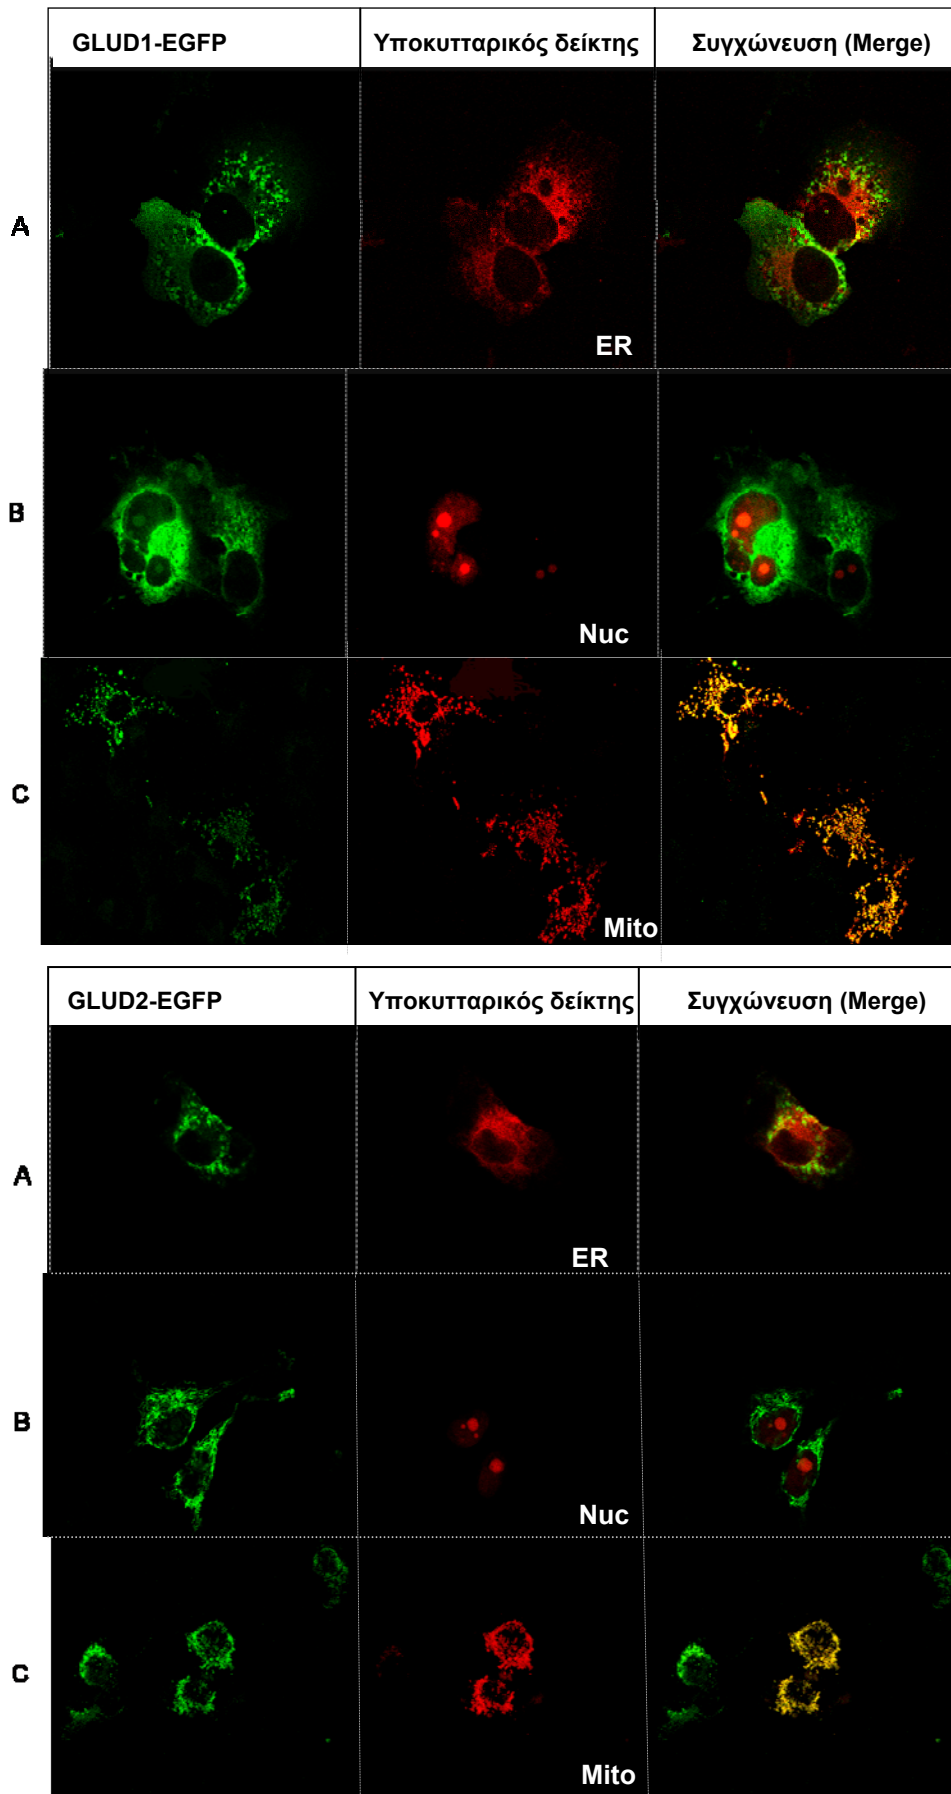 GLUD1-EGFP Υποκυτταρικός δείκτης Συγχώνευση (Merge)
A
ER
B
Nuc
C
Mito
GLUD2-EGFP Υποκυτταρικός δείκτης Συγχώνευση (Merge)
A
ER
B
Nuc
C
Mito